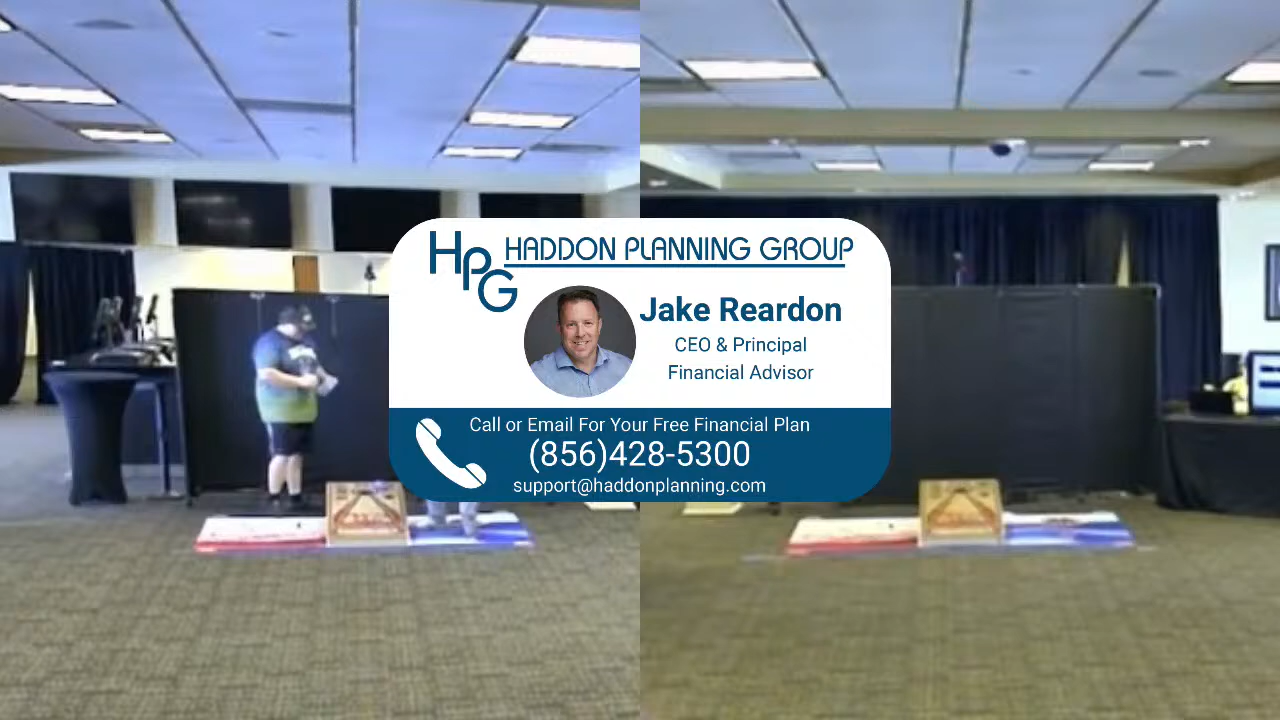 HPG HADDON PLANNING GROUP
Jake Reardon
CEO & Principal
Financial Advisor
Call or Email For Your Free Financial Plan
(856)428-5300
support@haddonplanning.com